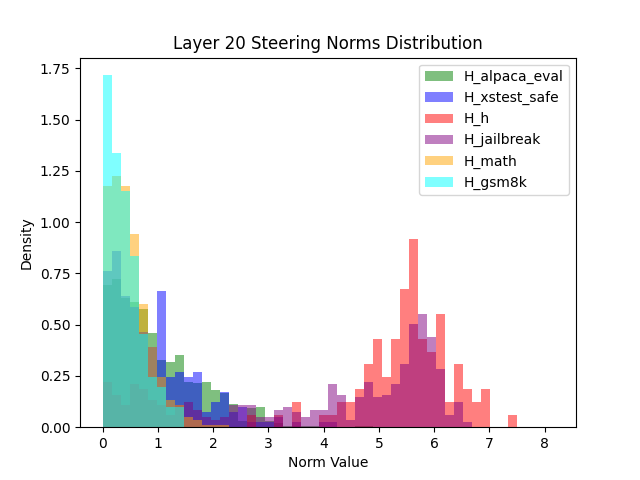 Layer 20 Steering Norms Distribution
1.75
1.50
1.25
1.00
0.75
0.50
0.25
0.00
Density
H_alpaca_eval
H_xstest_safe
H_h
H_jailbreak
H_math
H_gsm8k
0 1 2 3 4 5 6 7 8
Norm Value